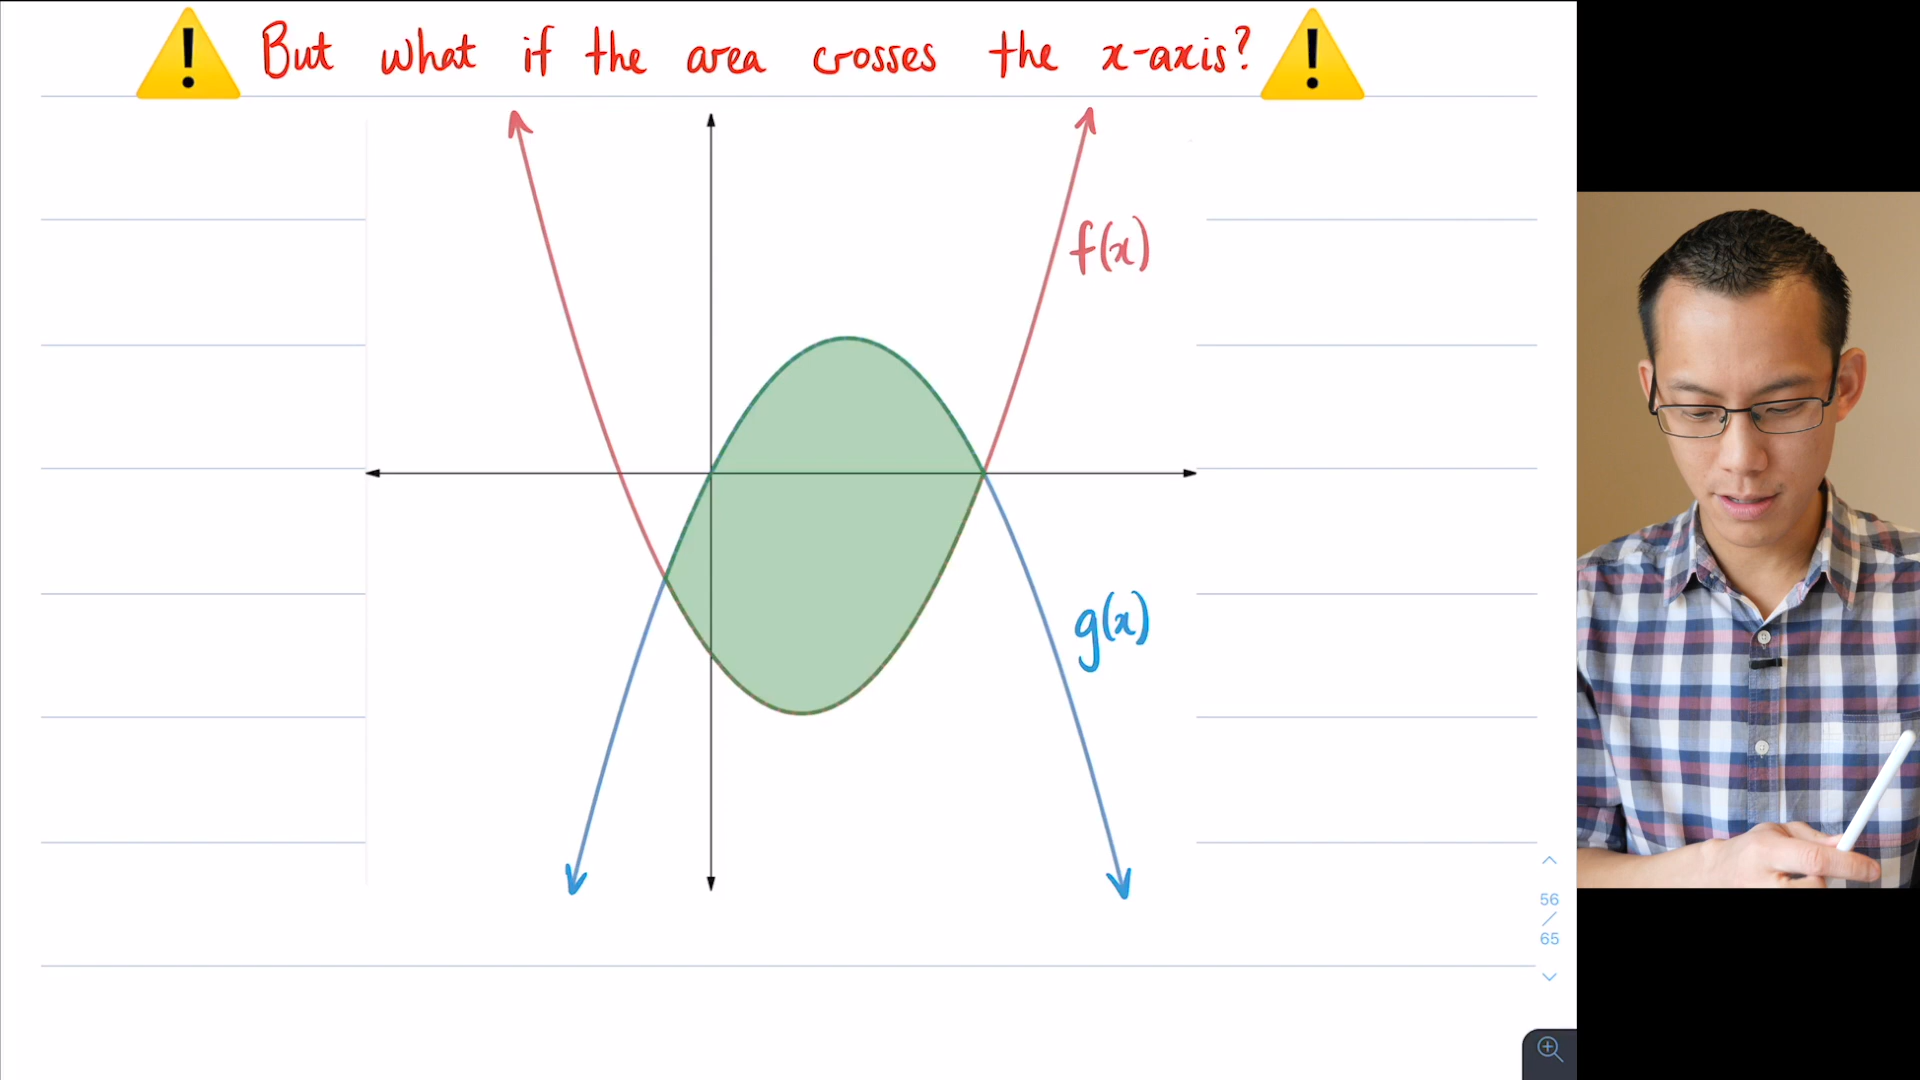 But what if the area crosses the x-axis?
f(x)
g(x)
56
/
65